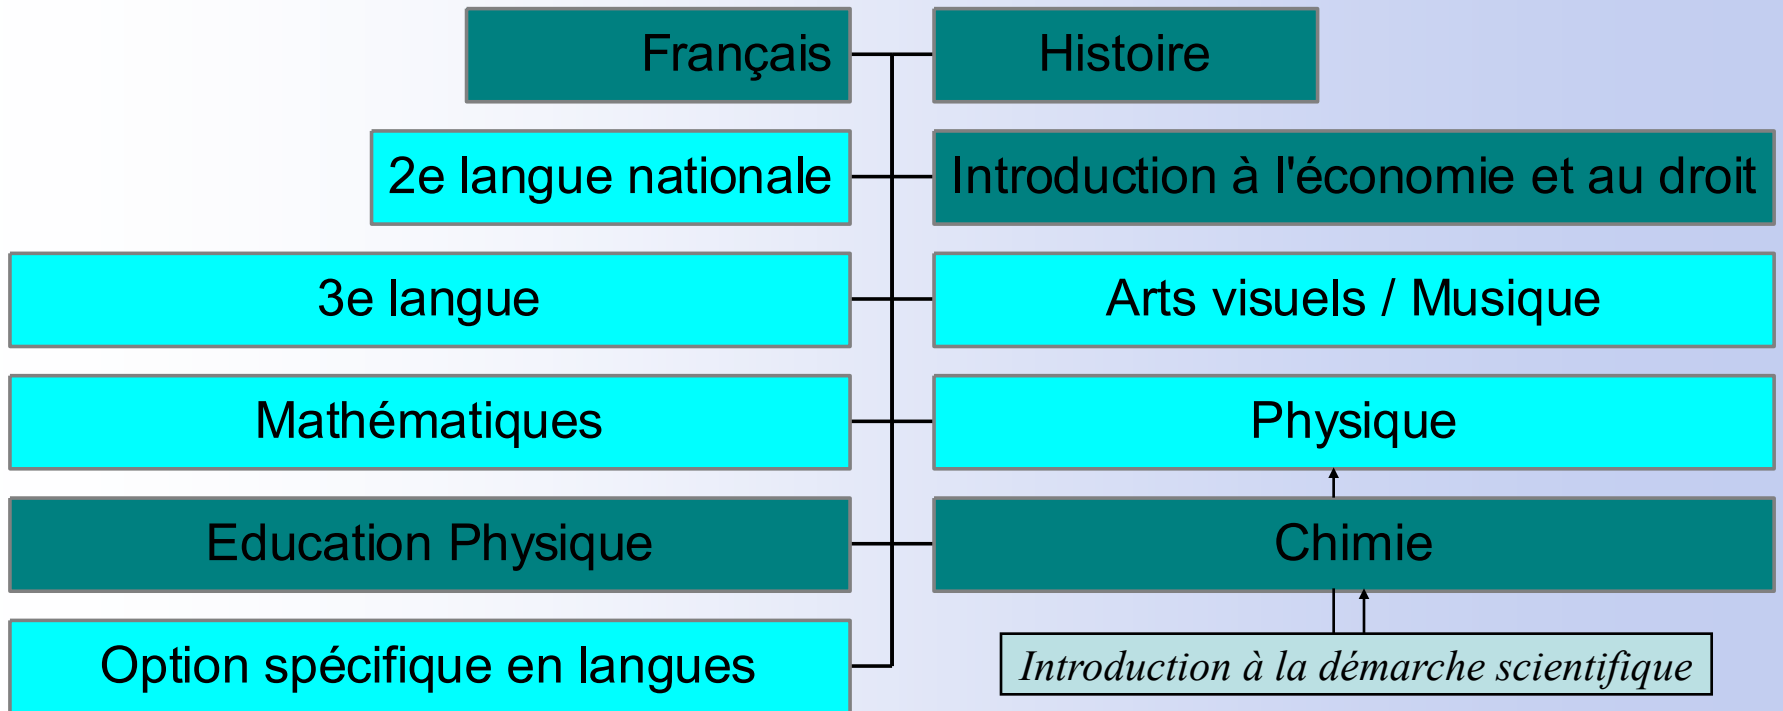 Français
Histoire
2e langue nationale
Introduction à l'économie et au droit
3e langue
Arts visuels / Musique
Mathématiques
Physique
Education Physique
Chimie
Option spécifique en langues
Introduction à la démarche scientifique